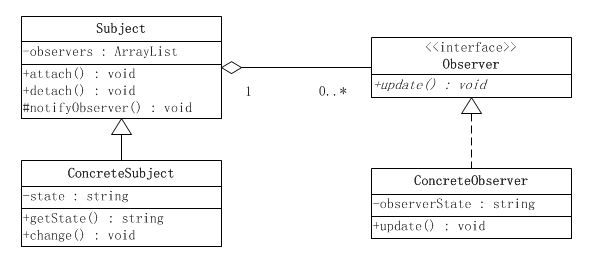 Subject
-observers : ArrayList
+attach() : void
+detach() : void
#notifyObserver() : void
1
0..*
<<interface>>
Observer
+update() : void
ConcreteSubject
-state : string
+getState() : string
+change() : void
ConcreteObserver
-observerState : string
+update() : void